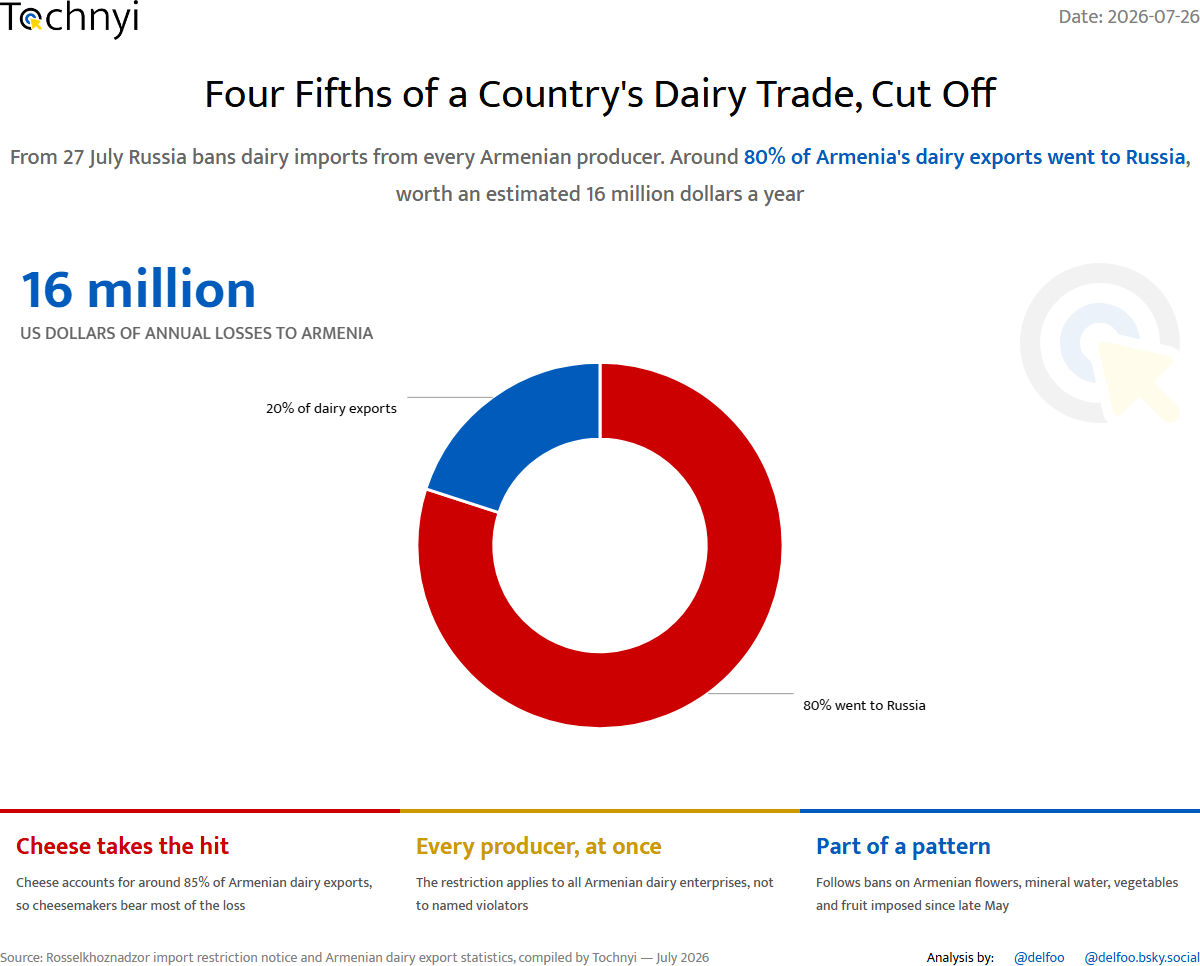 Tochnyi
Date: 2026-07-26
Four Fifths of a Country's Dairy Trade, Cut Off
From 27 July Russia bans dairy imports from every Armenian producer. Around 80% of Armenia's dairy exports went to Russia,
worth an estimated 16 million dollars a year
16 million
US DOLLARS OF ANNUAL LOSSES TO ARMENIA
20% of dairy exports
80% went to Russia
Cheese takes the hit
Cheese accounts for around 85% of Armenian dairy exports,
so cheesemakers bear most of the loss
Every producer, at once
The restriction applies to all Armenian dairy enterprises, not
to named violators
Part of a pattern
Follows bans on Armenian flowers, mineral water, vegetables
and fruit imposed since late May
Source: Rosselkhoznadzor import restriction notice and Armenian dairy export statistics, compiled by Tochnyi — July 2026
Analysis by: @delfoo @delfoo.bsky.social